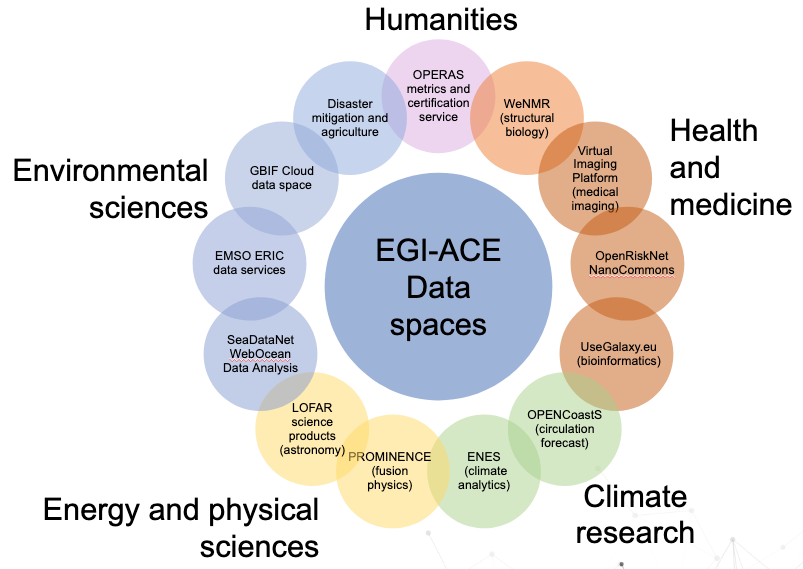 Humanities
OPERAS
metrics and
certification
service
WeNMR
(structural
biology)
Virtual
Imaging
Platform
(medical
imaging)
Health
and
medicine
OpenRiskNet
NanoCommons
UseGalaxy.eu
(bioinformatics)
OPENCoastS
(circulation
forecast)
Climate
research
ENES
(climate
analytics)
PROMINENCE
(fusion
physics)
LOFAR
science
products
(astronomy)
Energy and physical
sciences
SeaDataNet
WebOcean
Data Analysis
EMSO ERIC
data services
GBIF Cloud
data space
Disaster
mitigation and
agriculture
Environmental
sciences
EGI-ACE
Data
spaces